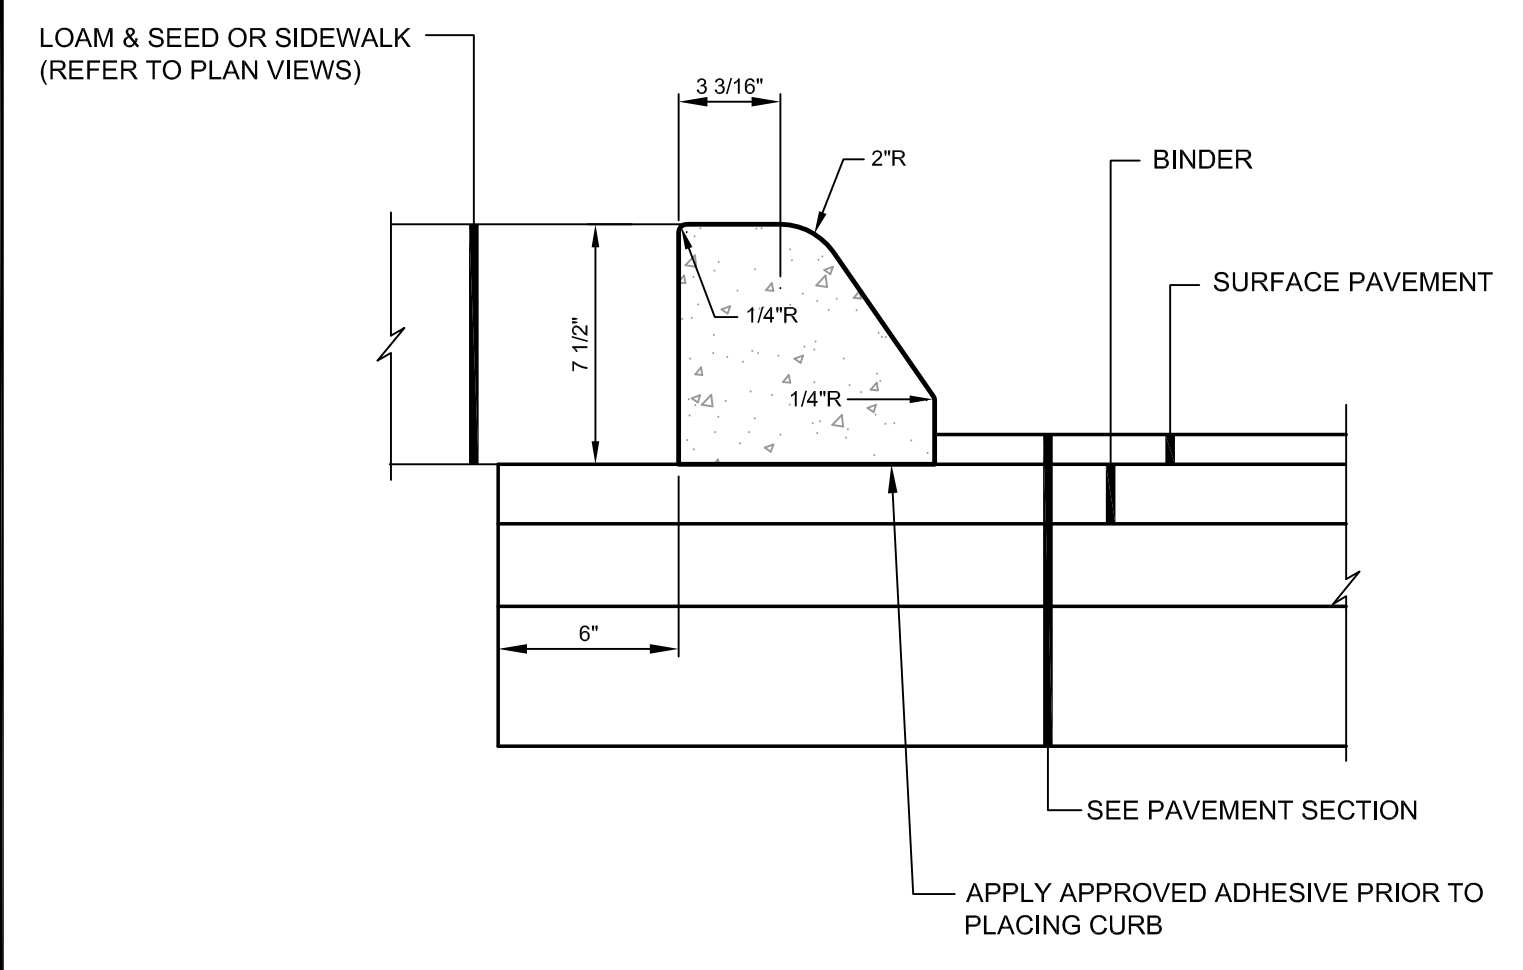 LOAM & SEED OR SIDEWALK
(REFER TO PLAN VIEWS)
3 3/16"
2"R
BINDER
SURFACE PAVEMENT
1/4"R
7 1/2"
1/4"R
6"
SEE PAVEMENT SECTION
APPLY APPROVED ADHESIVE PRIOR TO
PLACING CURB